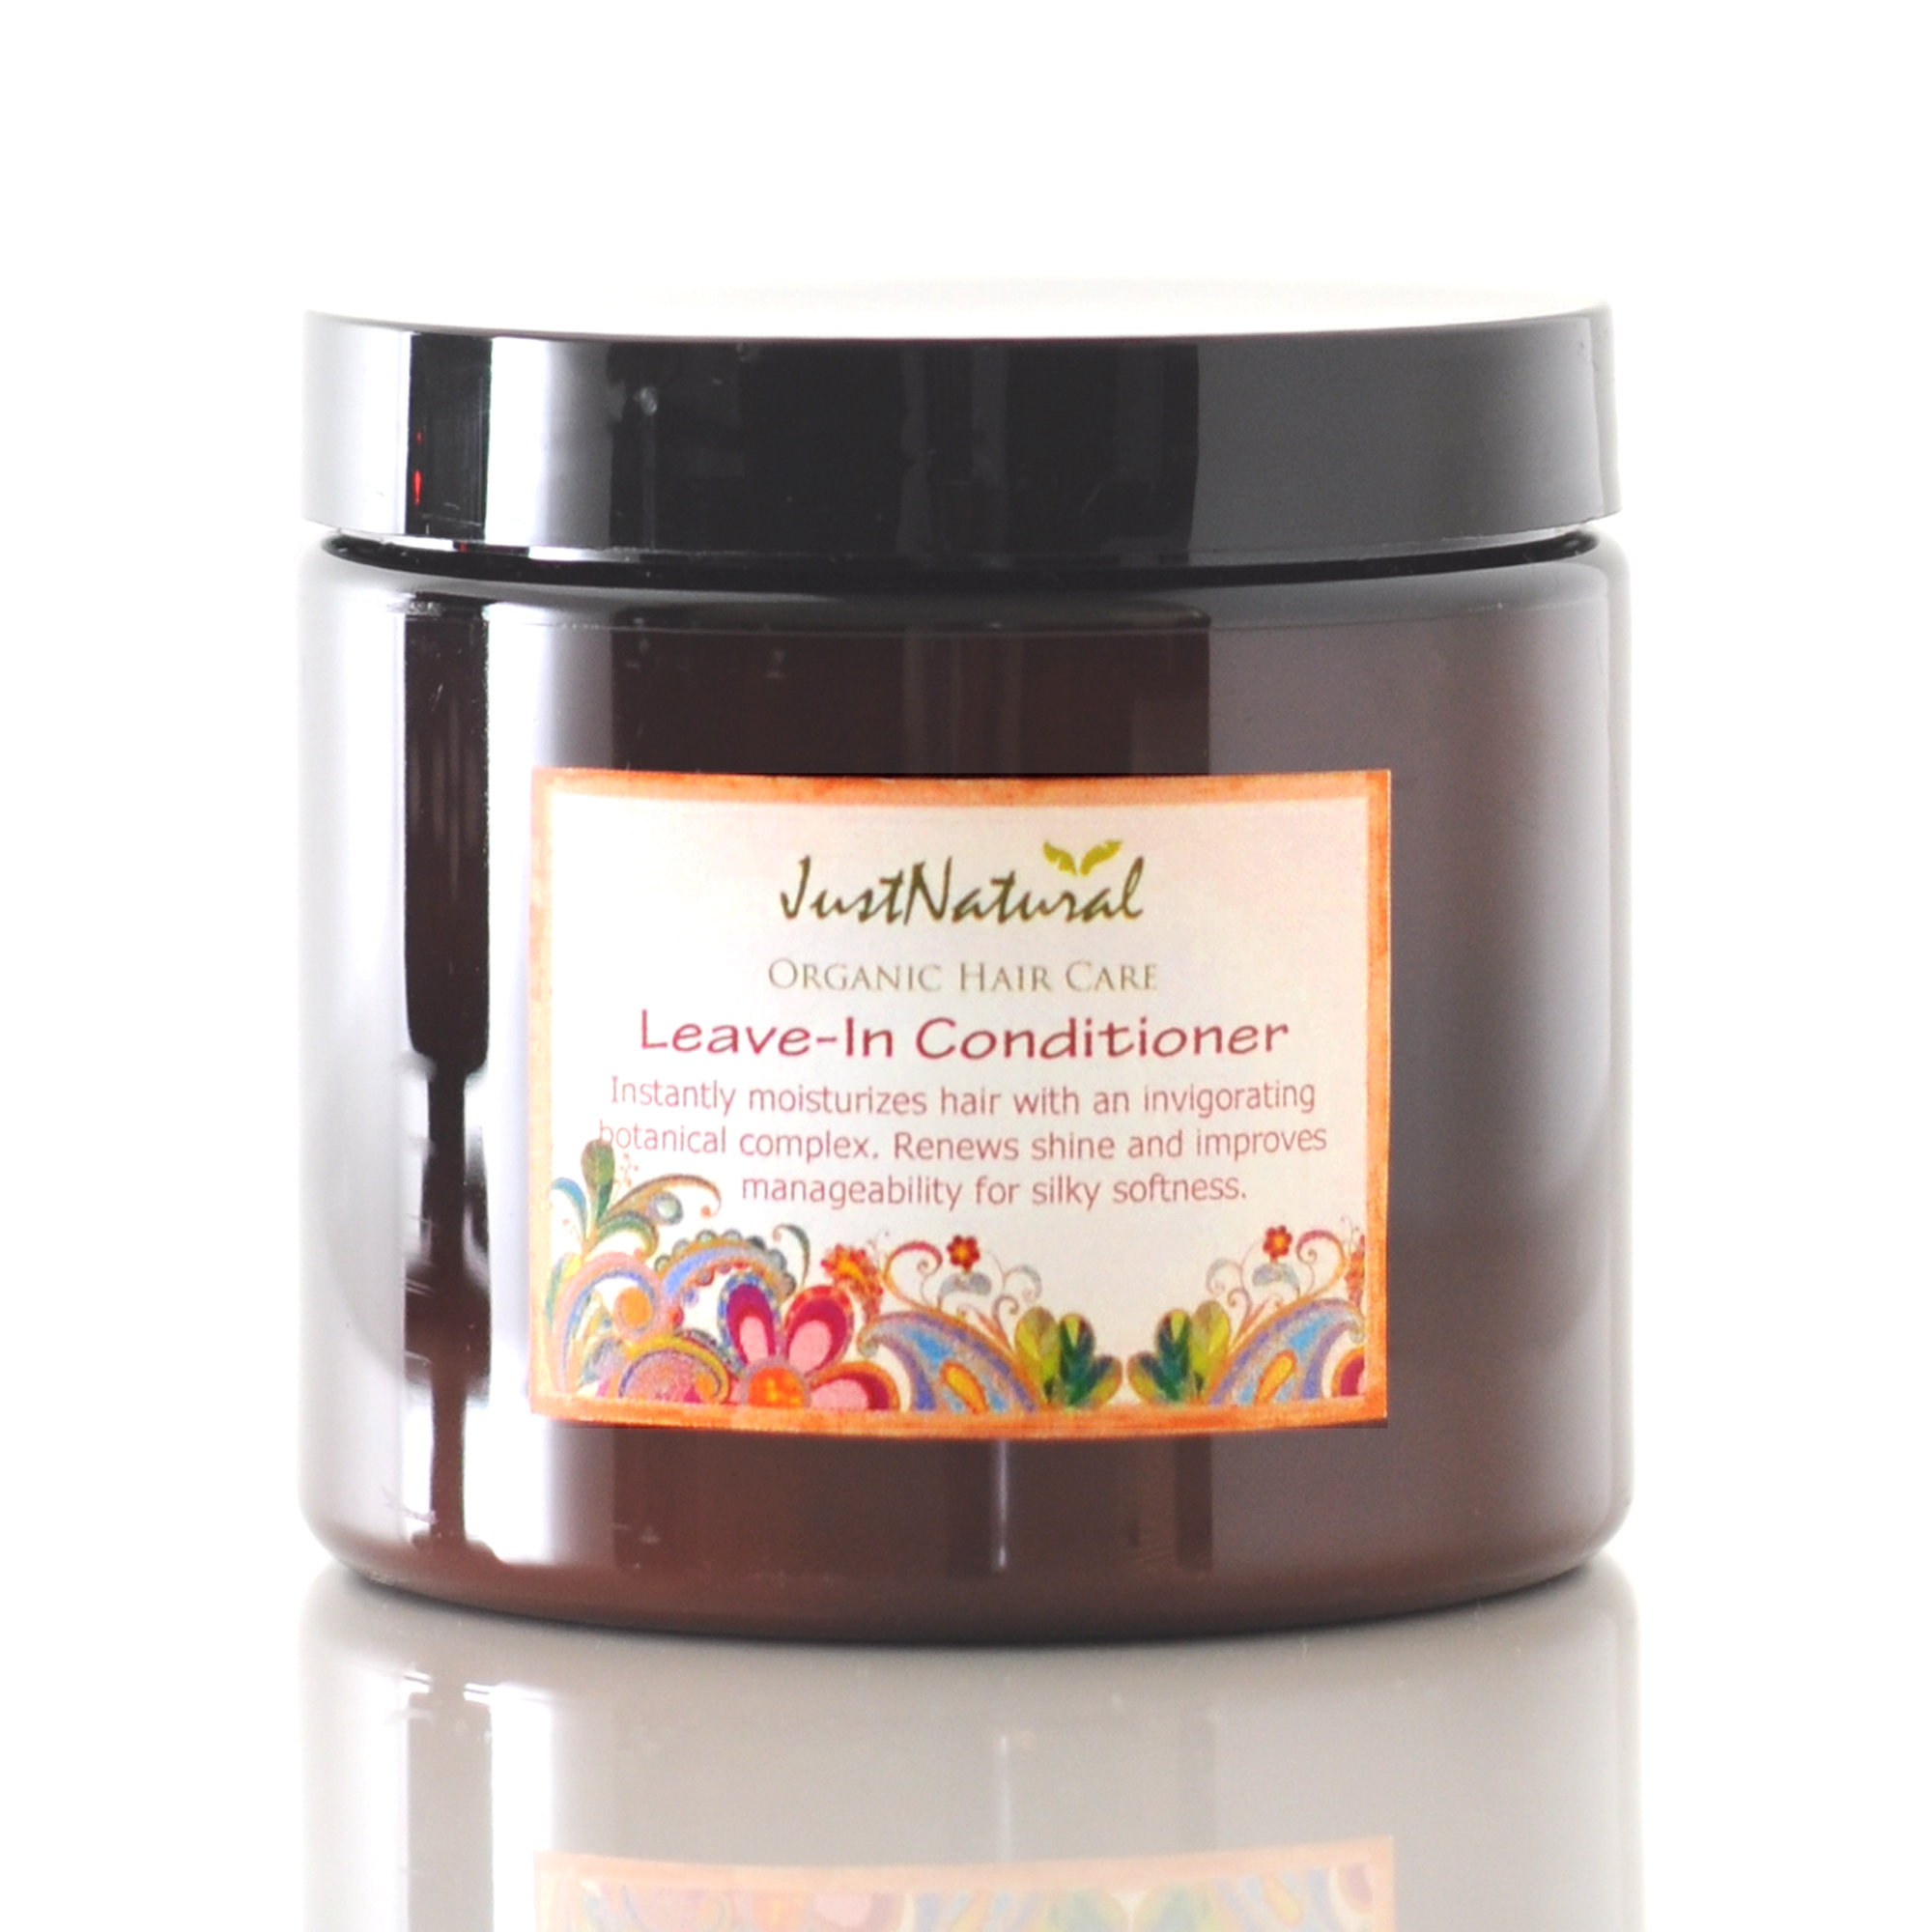 JustNatural
ORGANIC HAIR CARE
Leave-In Conditioner
Instantly moisturizes hair with an invigorating
botanical complex. Renews shine and improves
manageability for silky softness.